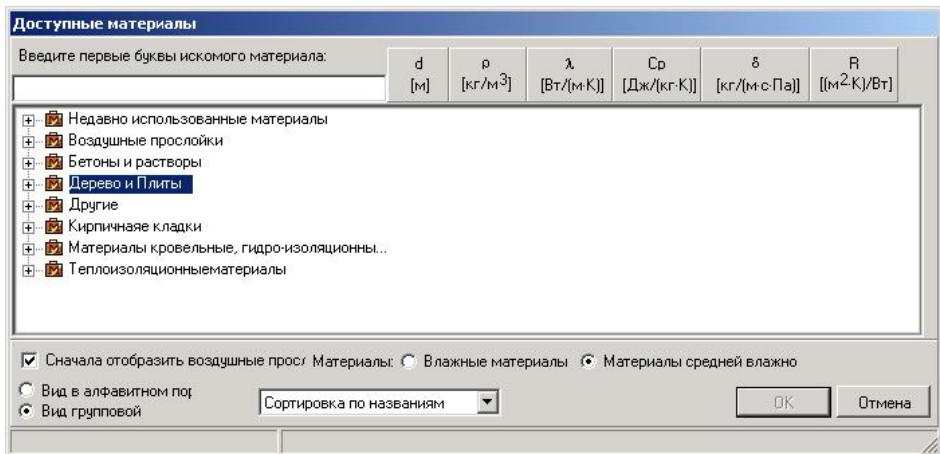 Доступные материалы
Введите первые буквы искомого материала:
d
[м]
ρ
[кг/м³]
λ
[Вт/(м·К)]
Cp
[Дж/(кг·К)]
δ
[кг/(м·с·Па)]
R
[(м²·К)/Вт]
Недавно использованные материалы
Воздушные прослойки
Бетоны и растворы
Дерево и Плиты
Другие
Кирпичнаяе кладки
Материалы кровельные, гидро-изоляционны...
Теплоизоляционныематериалы
Сначала отобразить воздушные прос Материалы: Влажные материалы Материалы средней влажно
Вид в алфавитном пор
Вид групповой
Сортировка по названиям
OK
Отмена